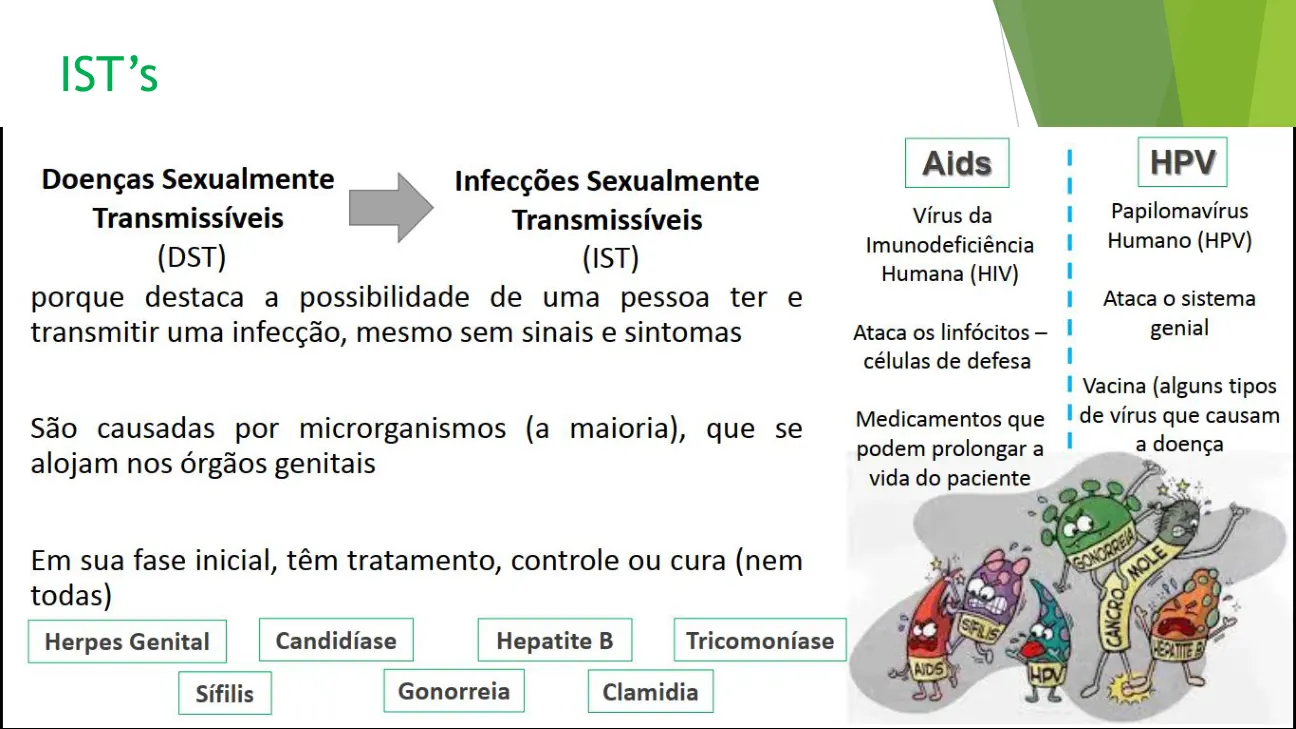 IST's
Doenças Sexualmente
Transmissíveis
(DST)
Infecções Sexualmente
Transmissíveis
(IST)
porque destaca a possibilidade de uma pessoa ter e
transmitir uma infecção, mesmo sem sinais e sintomas
São causadas por microrganismos (a maioria), que se
alojam nos órgãos genitais
Em sua fase inicial, têm tratamento, controle ou cura (nem
todas)
Herpes Genital
Candidíase
Hepatite B
Tricomoníase
Sífilis
Gonorreia
Clamidia
Aids
Vírus da
Imunodeficiência
Humana (HIV)
Ataca os linfócitos –
células de defesa
Medicamentos que
podem prolongar a
vida do paciente
HPV
Papilomavírus
Humano (HPV)
Ataca o sistema
genial
Vacina (alguns tipos
de vírus que causam
a doença
GONORREIA
CANCRO MOLE
SÍFILIS
AIDS
HPV
HEPATITE B